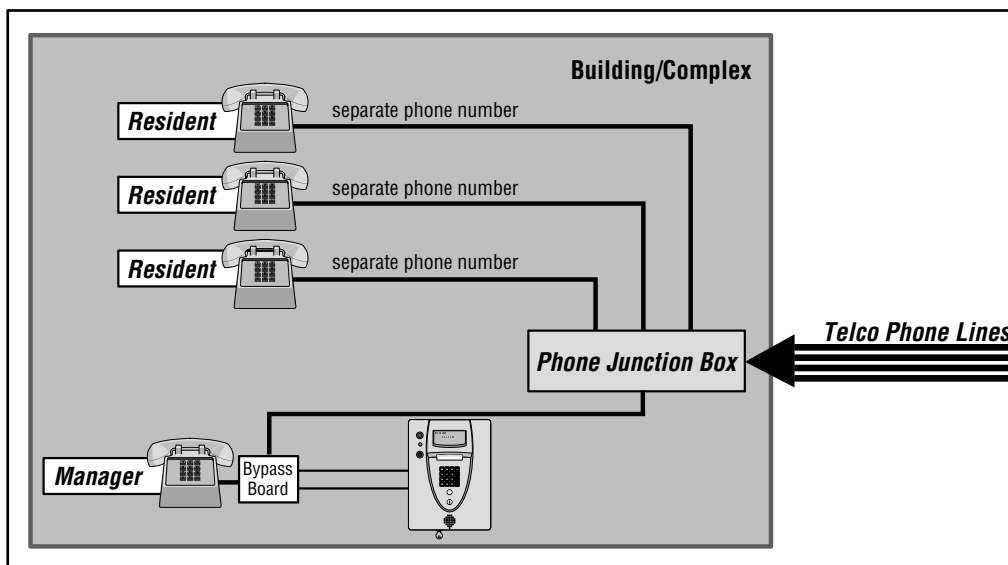 Building/Complex
Resident
separate phone number
Resident
separate phone number
Resident
separate phone number
Telco Phone Lines
Phone Junction Box
Manager
Bypass
Board